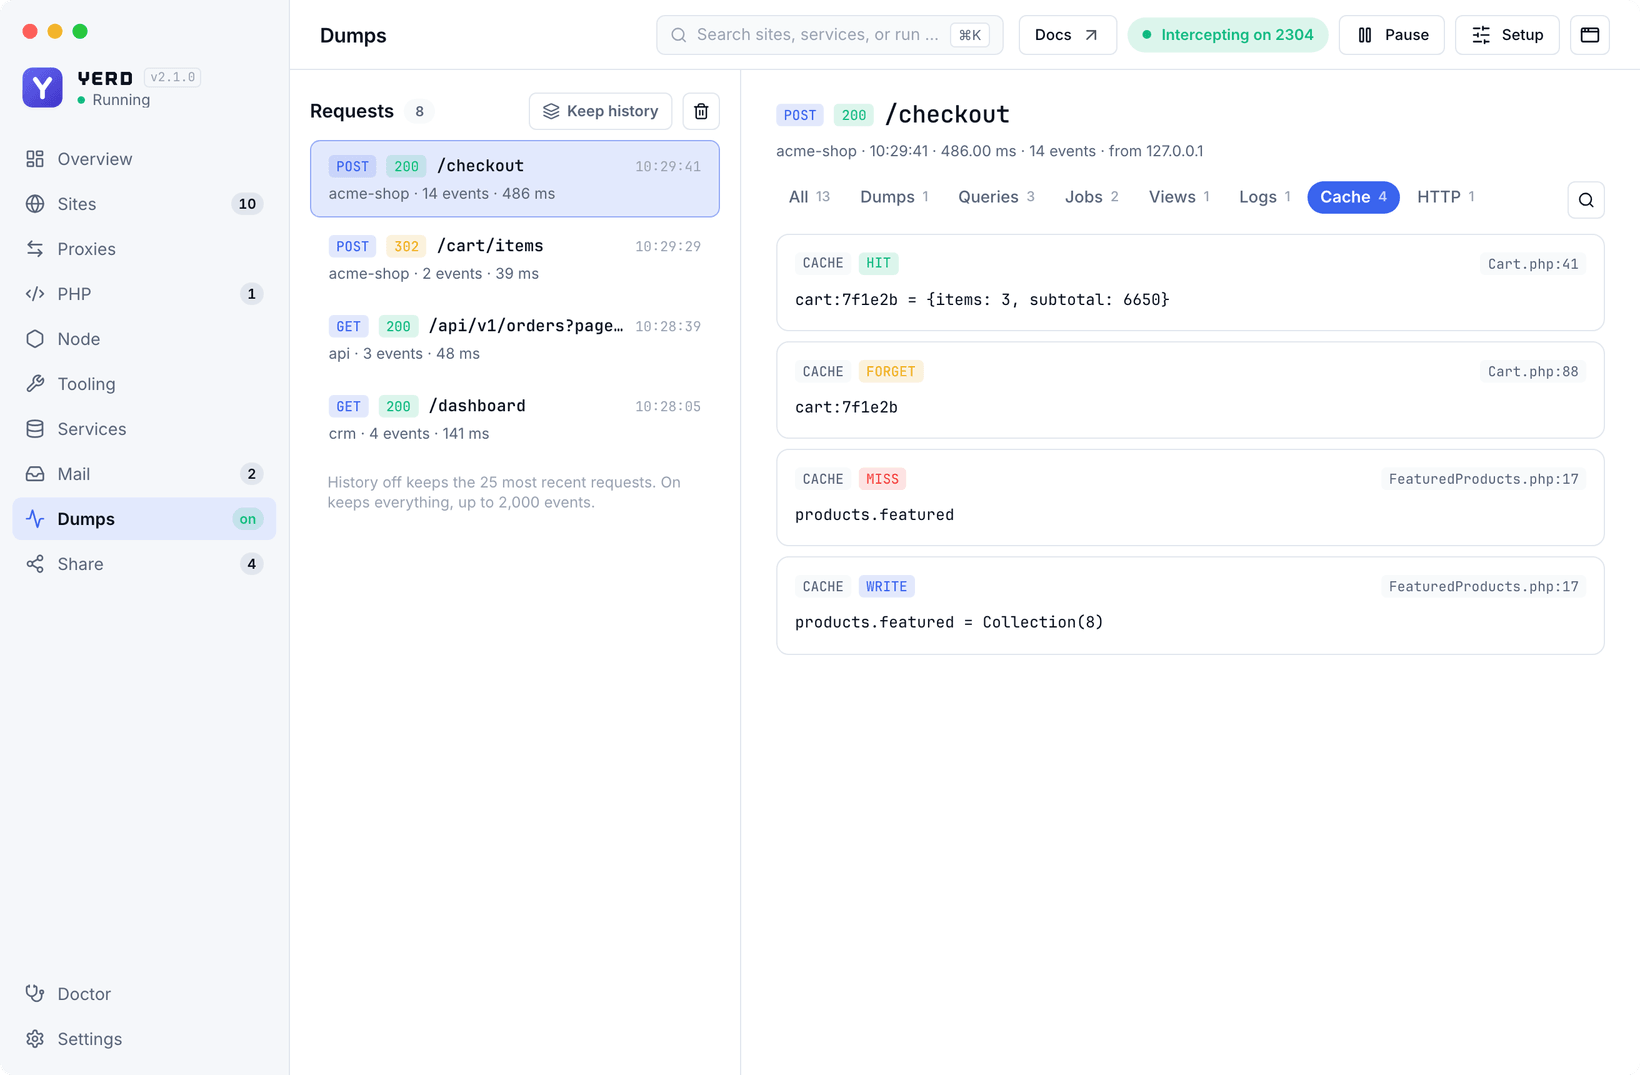 YERD v2.1.0
Running
Overview
Sites 10
Proxies
PHP 1
Node
Tooling
Services
Mail 2
Dumps on
Share 4
Doctor
Settings
Dumps
Search sites, services, or run ... ⌘K
Docs
Intercepting on 2304
Pause
Setup
Requests 8
Keep history
POST 200 /checkout 10:29:41
acme-shop · 14 events · 486 ms
POST 302 /cart/items 10:29:29
acme-shop · 2 events · 39 ms
GET 200 /api/v1/orders?page… 10:28:39
api · 3 events · 48 ms
GET 200 /dashboard 10:28:05
crm · 4 events · 141 ms
History off keeps the 25 most recent requests. On
keeps everything, up to 2,000 events.
POST 200 /checkout
acme-shop · 10:29:41 · 486.00 ms · 14 events · from 127.0.0.1
All 13 Dumps 1 Queries 3 Jobs 2 Views 1 Logs 1 Cache 4 HTTP 1
CACHE HIT Cart.php:41
cart:7f1e2b = {items: 3, subtotal: 6650}
CACHE FORGET Cart.php:88
cart:7f1e2b
CACHE MISS FeaturedProducts.php:17
products.featured
CACHE WRITE FeaturedProducts.php:17
products.featured = Collection(8)